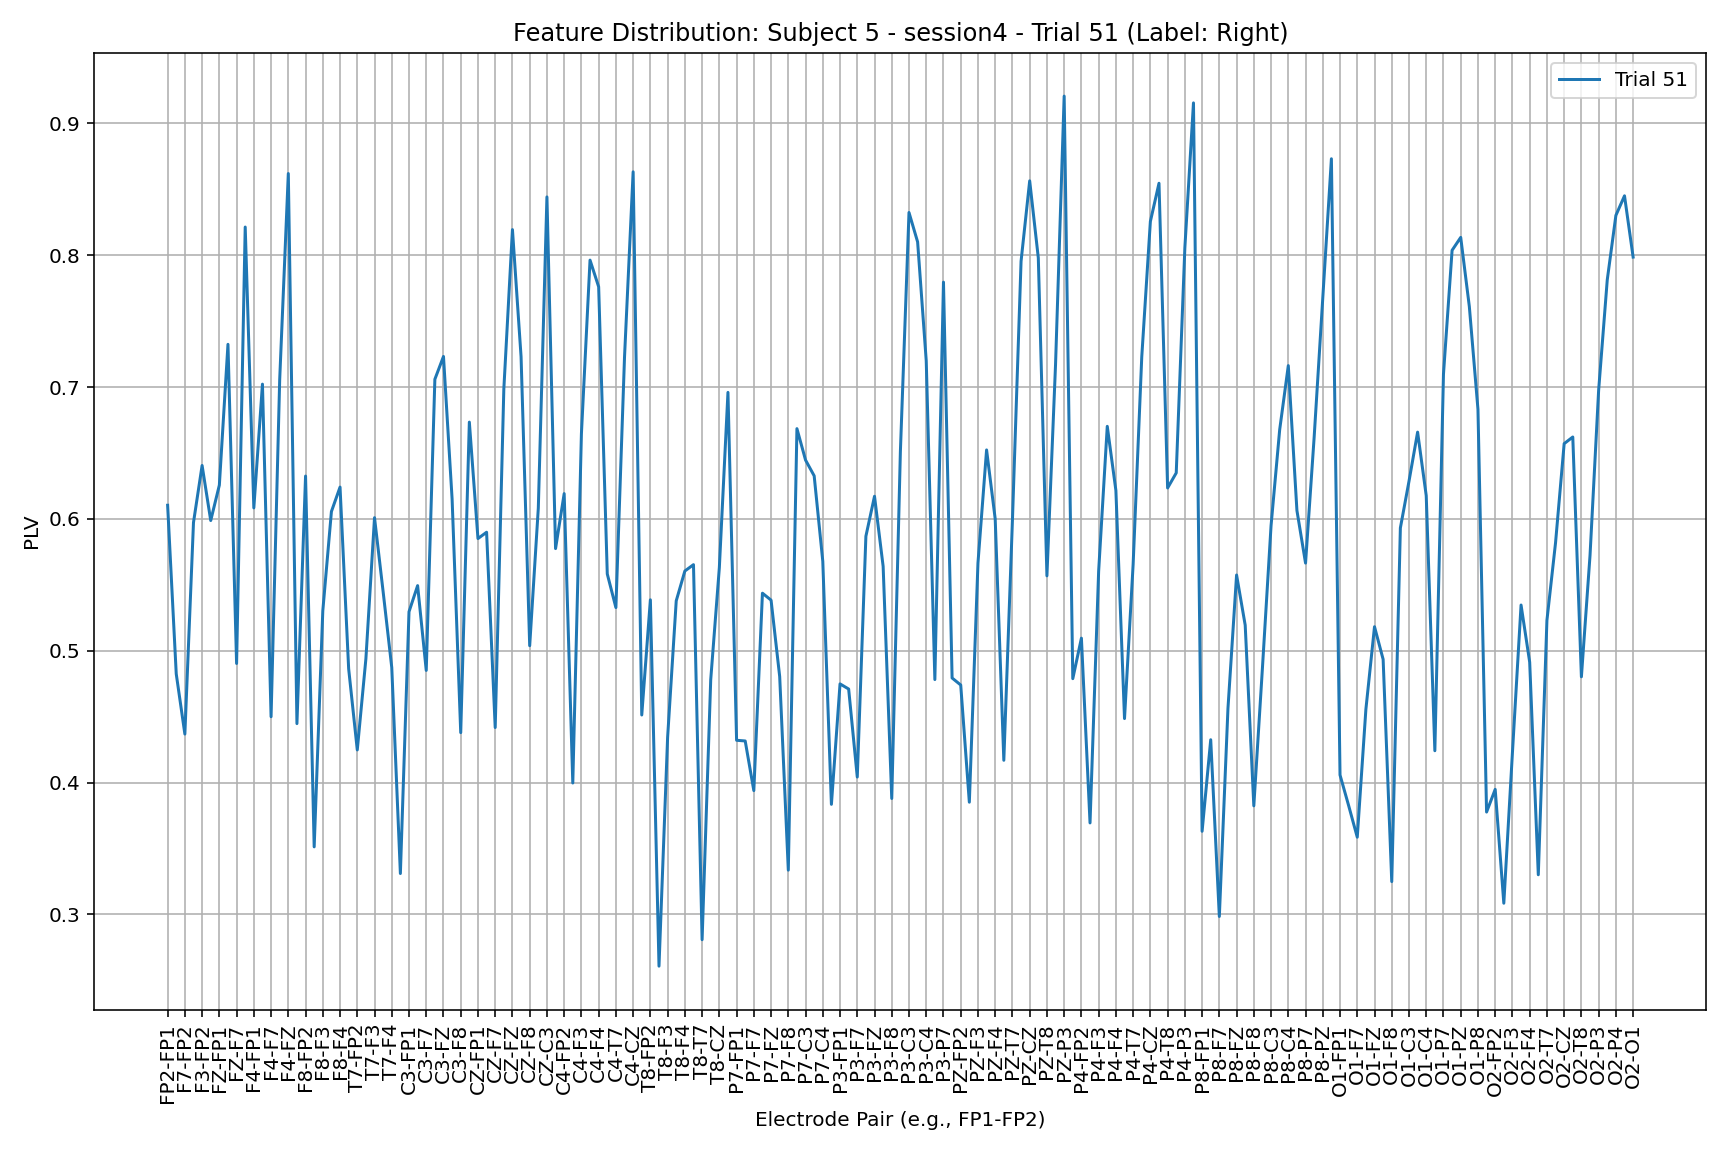 Feature Distribution: Subject 5 - session4 - Trial 51 (Label: Right)
Trial 51
PLV
0.9
0.8
0.7
0.6
0.5
0.4
0.3
FP2-FP1
F7-FP2
F3-FP2
FZ-FP1
FZ-F7
F4-FP1
F4-F7
F4-FZ
F8-FP2
F8-F3
F8-F4
T7-FP2
T7-F3
T7-F4
C3-FP1
C3-F7
C3-FZ
C3-F8
CZ-FP1
CZ-F7
CZ-FZ
CZ-F8
CZ-C3
C4-FP2
C4-F3
C4-F4
C4-T7
C4-CZ
T8-FP2
T8-F3
T8-F4
T8-T7
T8-CZ
P7-FP1
P7-F7
P7-FZ
P7-F8
P7-C3
P7-C4
P3-FP1
P3-F7
P3-FZ
P3-F8
P3-C3
P3-C4
P3-P7
PZ-FP2
PZ-F3
PZ-F4
PZ-T7
PZ-CZ
PZ-T8
PZ-P3
P4-FP2
P4-F3
P4-F4
P4-T7
P4-CZ
P4-T8
P4-P3
P8-FP1
P8-F7
P8-FZ
P8-F8
P8-C3
P8-C4
P8-P7
P8-PZ
O1-FP1
O1-F7
O1-FZ
O1-F8
O1-C3
O1-C4
O1-P7
O1-PZ
O1-P8
O2-FP2
O2-F3
O2-F4
O2-T7
O2-CZ
O2-T8
O2-P3
O2-P4
O2-O1
Electrode Pair (e.g., FP1-FP2)